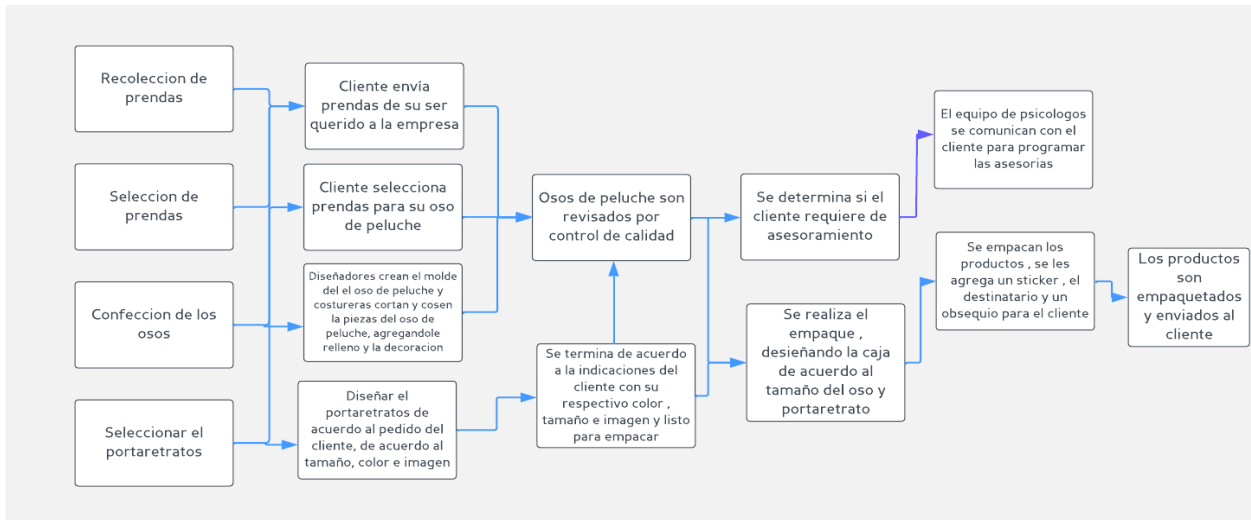 Recoleccion de
prendas
Seleccion de
prendas
Confeccion de los
osos
Seleccionar el
portaretratos
Cliente envía
prendas de su ser
querido a la empresa
Cliente selecciona
prendas para su oso
de peluche
Diseñadores crean el molde
del el oso de peluche y
costureras cortan y cosen
la piezas del oso de
peluche, agregandole
relleno y la decoracion
Diseñar el
portaretratos de
acuerdo al pedido del
cliente, de acuerdo al
tamaño, color e imagen
Osos de peluche son
revisados por
control de calidad
Se termina de acuerdo
a la indicaciones del
cliente con su
respectivo color ,
tamaño e imagen y listo
para empacar
Se determina si el
cliente requiere de
asesoramiento
Se realiza el
empaque ,
desieñando la caja
de acuerdo al
tamaño del oso y
portaretrato
El equipo de psicologos
se comunican con el
cliente para programar
las asesorias
Se empacan los
productos , se les
agrega un sticker , el
destinatario y un
obsequio para el cliente
Los productos
son
empaquetados
y enviados al
cliente